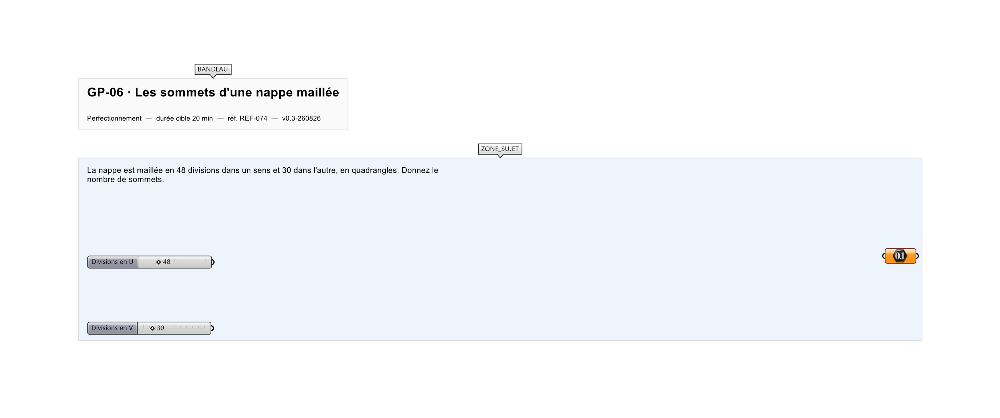 BANDEAU
GP-06 · Les sommets d'une nappe maillée
Perfectionnement — durée cible 20 min — réf. REF-074 — v0.3-260826
ZONE_SUJET
La nappe est maillée en 48 divisions dans un sens et 30 dans l'autre, en quadrangles. Donnez le
nombre de sommets.
0.1
Divisions en U 48
Divisions en V 30